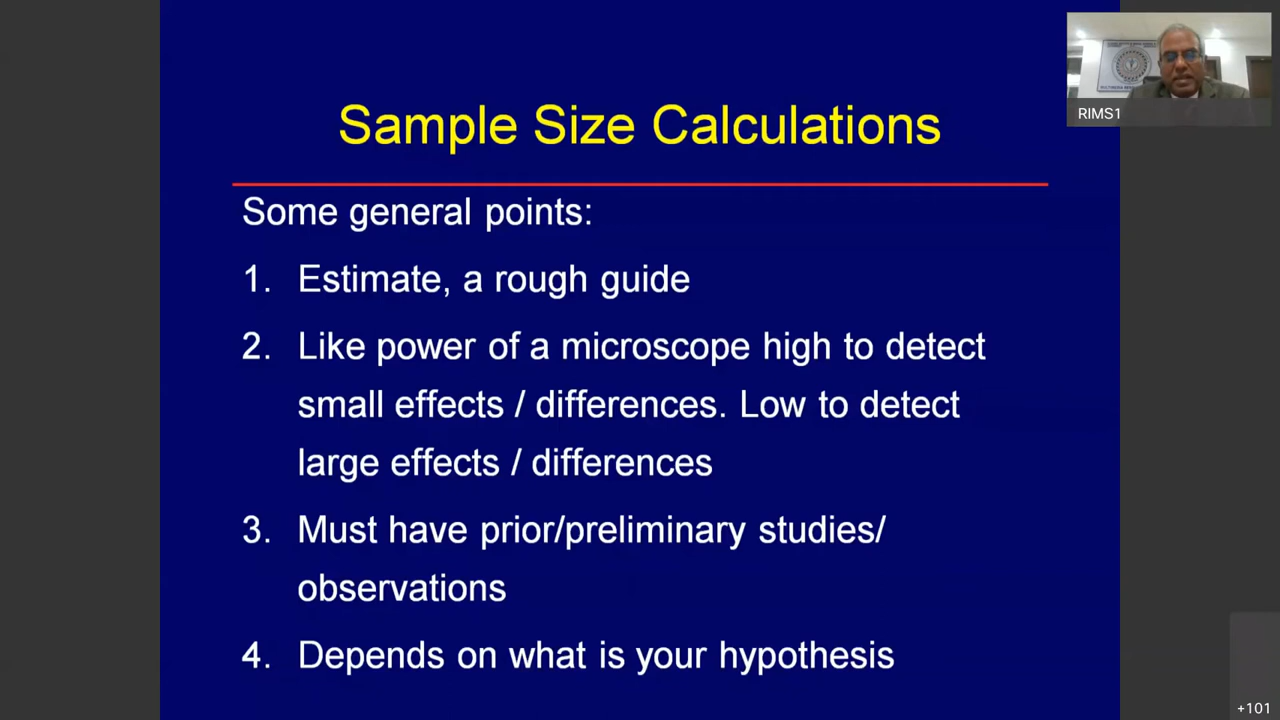 Sample Size Calculations
Some general points:
1. Estimate, a rough guide
2. Like power of a microscope high to detect
small effects / differences. Low to detect
large effects / differences
3. Must have prior/preliminary studies/
observations
4. Depends on what is your hypothesis
RIMS1
+101